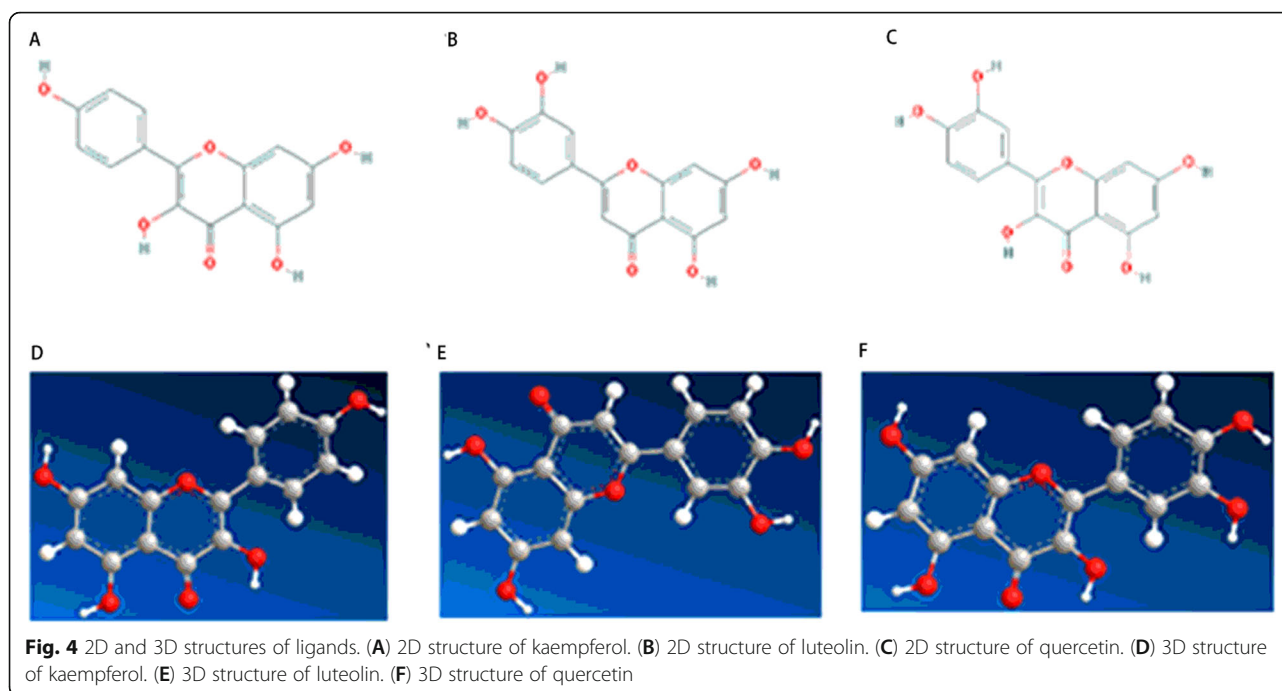 A
B
C
H
O
O
H
O
H
O
H
O
O
H
H O
O
H
O
O
H
O
O
H
O
H
O
H
O
O
H
O
H
O
O
H
D
E
F
Fig. 4 2D and 3D structures of ligands. (A) 2D structure of kaempferol. (B) 2D structure of luteolin. (C) 2D structure of quercetin. (D) 3D structure
of kaempferol. (E) 3D structure of luteolin. (F) 3D structure of quercetin